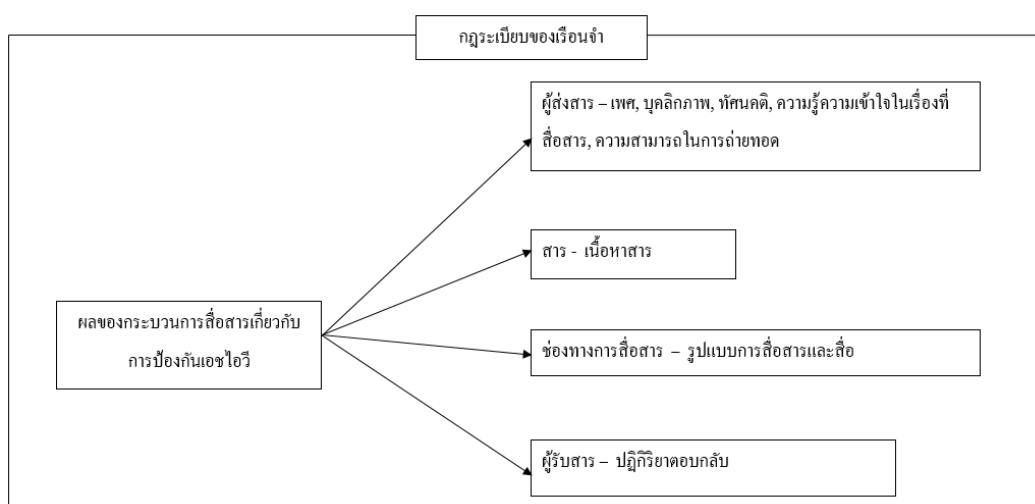 กฎระเบียบของเรือนจำ
ผู้ส่งสาร – เพศ, บุคลิกภาพ, ทัศนคติ, ความรู้ความเข้าใจในเรื่องที่
สื่อสาร, ความสามารถในการถ่ายทอด
สาร - เนื้อหาสาร
ผลของกระบวนการสื่อสารเกี่ยวกับ
การป้องกันเอชไอวี
ช่องทางการสื่อสาร – รูปแบบการสื่อสารและสื่อ
ผู้รับสาร – ปฏิกิริยาตอบกลับ